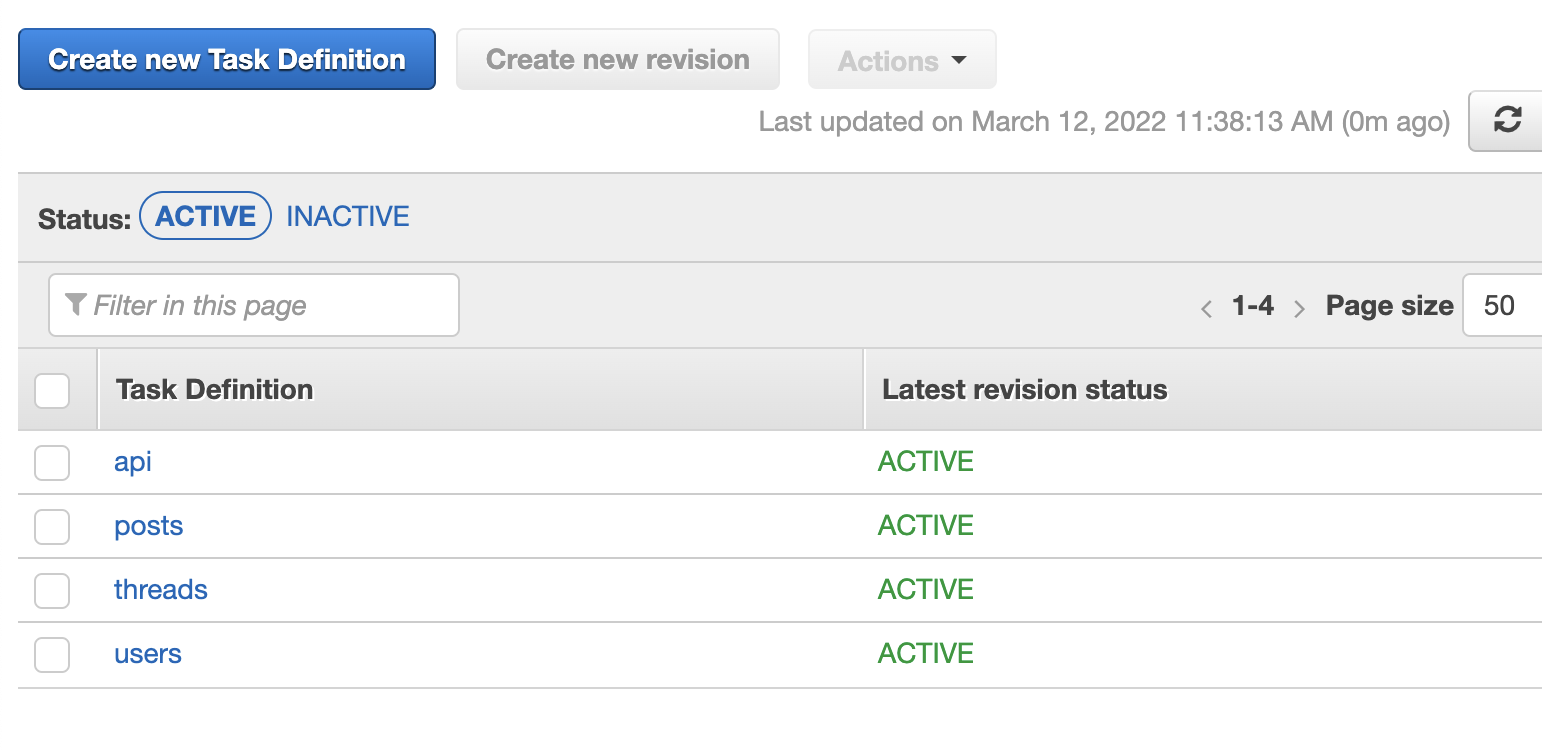 Create new Task Definition Create new revision Actions
Last updated on March 12, 2022 11:38:13 AM (0m ago)
Status: ACTIVE INACTIVE
Filter in this page < 1-4 > Page size 50
Task Definition Latest revision status
api ACTIVE
posts ACTIVE
threads ACTIVE
users ACTIVE